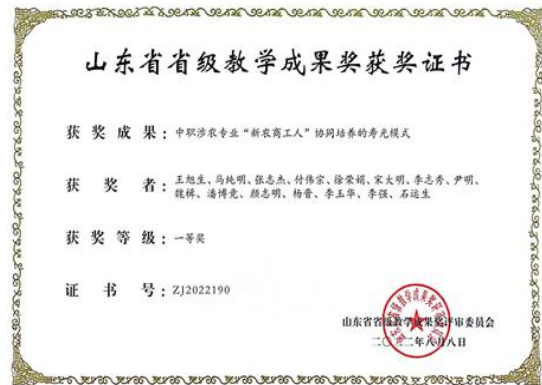 山东省省级教学成果奖获奖证书
获奖成果：中职涉农专业“新农商工人”协同培养的寿光模式
获奖者：王旭生、马纯明、张志杰、付伟宗、徐荣娟、宋大明、李志秀、尹明、
魏楠、潘博竞、颜志明、杨晋、李玉华、李强、石运生
获奖等级：一等奖
证书号：ZJ2022190
山东省省级教学成果奖评审委员会
二〇二二年八月八日